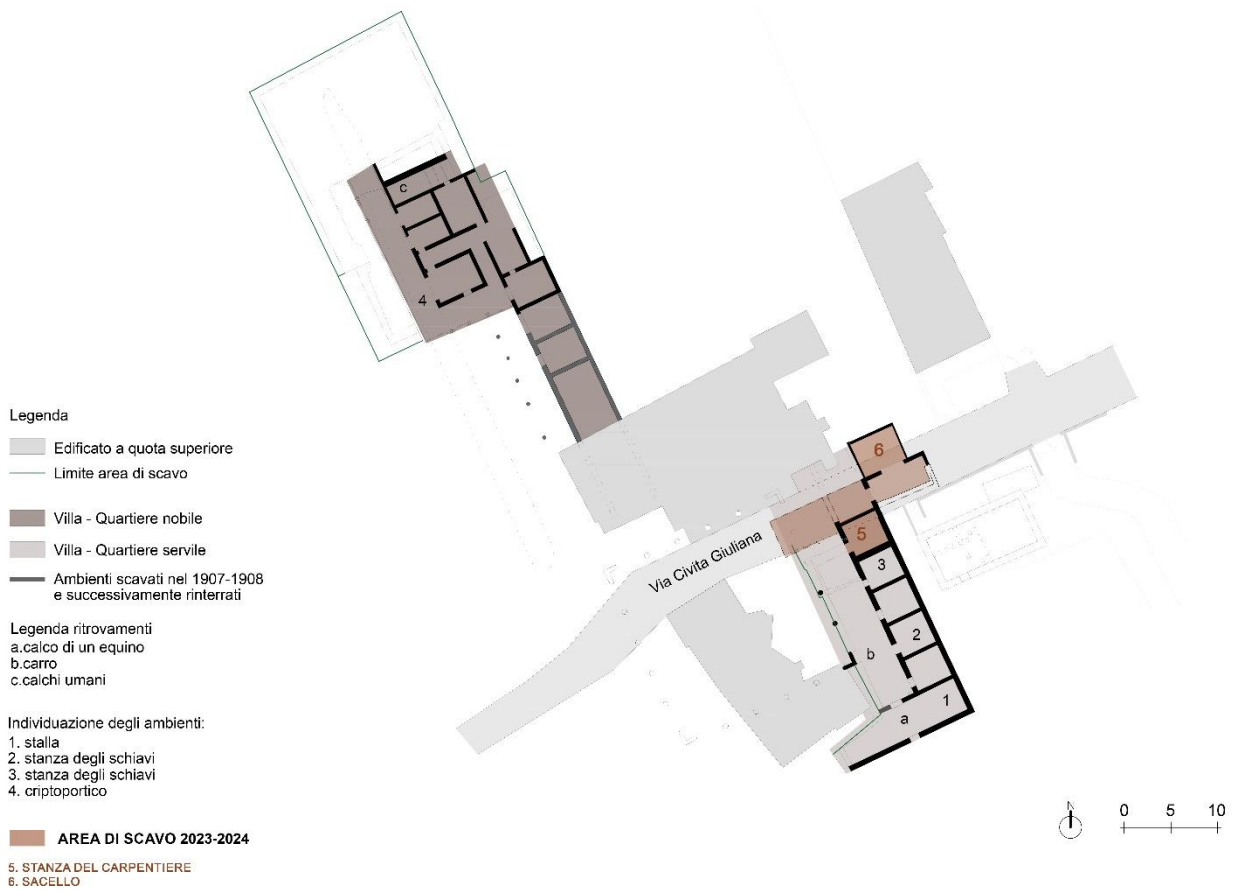 c
4
6
5
3
2
b
1
a
Via Civita Giuliana
Legenda
Edificato a quota superiore
Limite area di scavo
Villa - Quartiere nobile
Villa - Quartiere servile
Ambienti scavati nel 1907-1908
e successivamente rinterrati
Legenda ritrovamenti
a.calco di un equino
b.carro
c.calchi umani
Individuazione degli ambienti:
1. stalla
2. stanza degli schiavi
3. stanza degli schiavi
4. criptoportico
AREA DI SCAVO 2023-2024
5. STANZA DEL CARPENTIERE
6. SACELLO
N
0 5 10